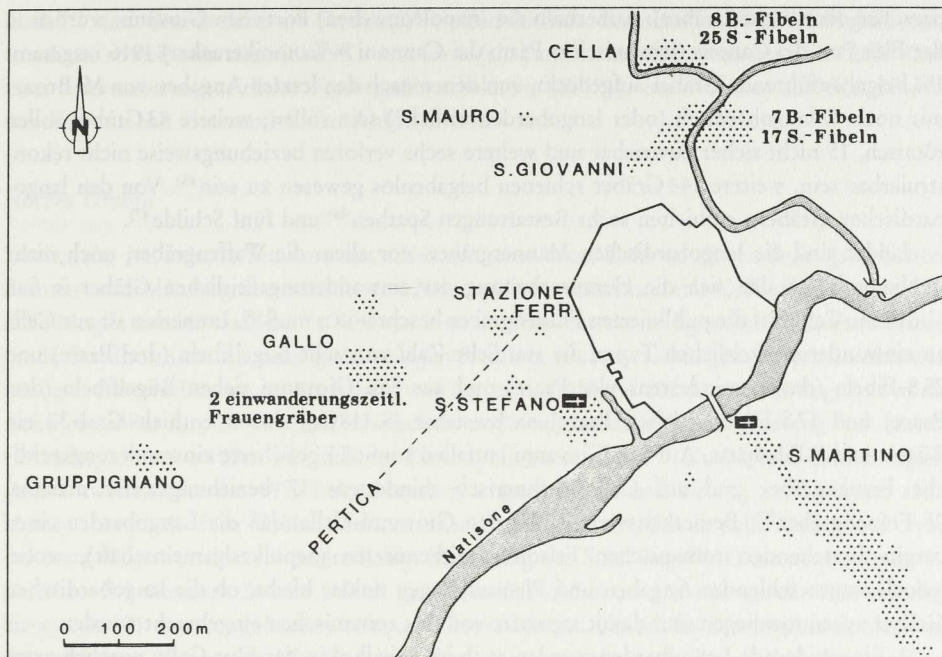 8 B.-Fibeln
25 S-Fibeln
CELLA
N
S. MAURO
7 B.-Fibeln
17 S.-Fibeln
S. GIOVANNI
STAZIONE
FERR.
GALLO
2 einwanderungszeitl.
Frauengräber
S. STEFANO
S. MARTINO
GRUPPIGNANO
PERTICA
Natisone
0 100 200m